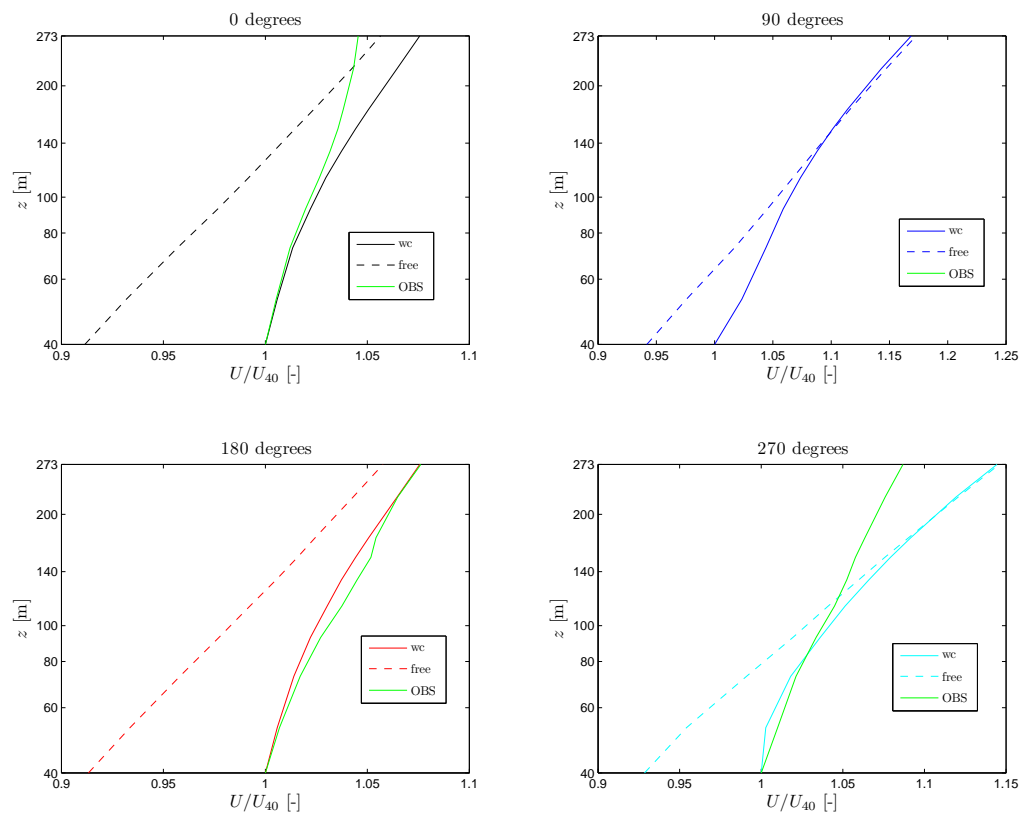 0 degrees
273
200
140
100
80
60
40
z [m]
0.9
0.95
1
1.05
1.1
U/U40 [-]
wc
free
OBS
90 degrees
273
200
140
100
80
60
40
z [m]
0.9
0.95
1
1.05
1.1
1.15
1.2
1.25
U/U40 [-]
wc
free
OBS
180 degrees
273
200
140
100
80
60
40
z [m]
0.9
0.95
1
1.05
1.1
U/U40 [-]
wc
free
OBS
270 degrees
273
200
140
100
80
60
40
z [m]
0.9
0.95
1
1.05
1.1
1.15
U/U40 [-]
wc
free
OBS